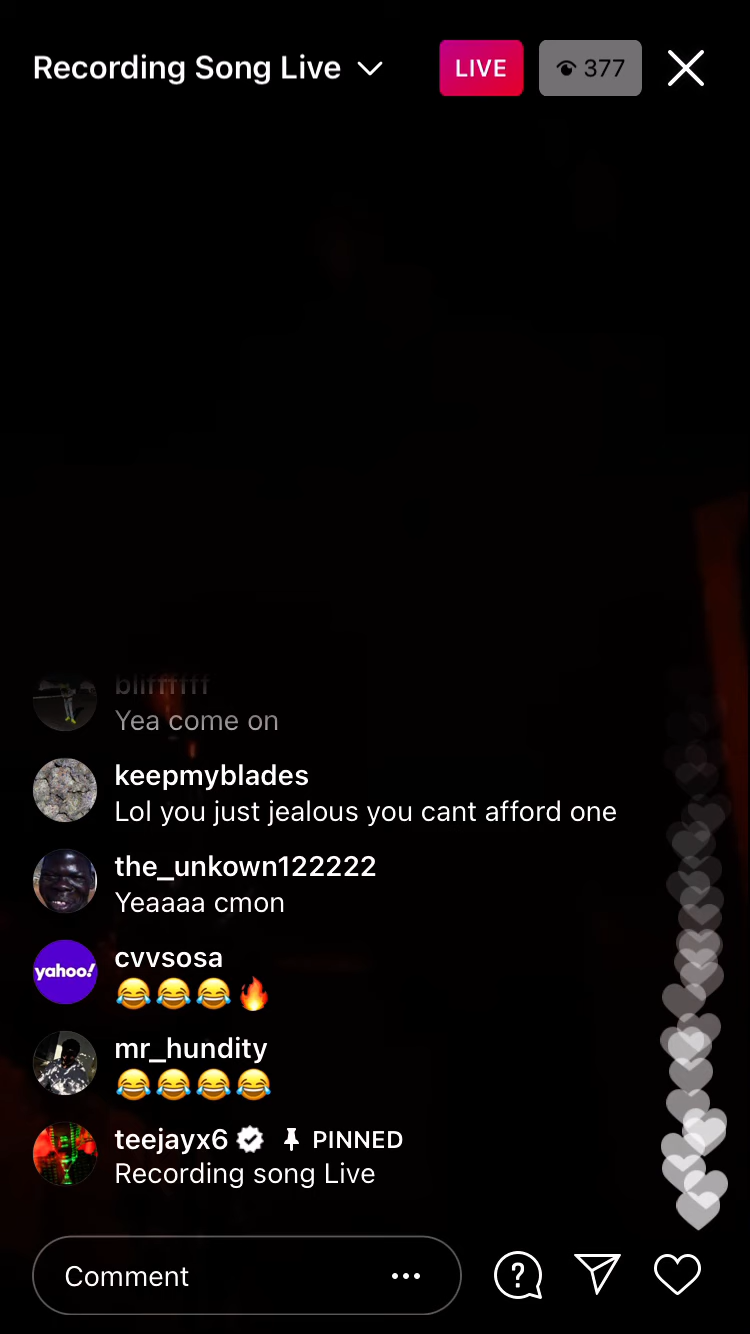 Recording Song Live
LIVE
377
bliffffff
Yea come on
keepmyblades
Lol you just jealous you cant afford one
the_unkown122222
Yeaaaa cmon
yahoo!
cvvsosa
😂😂😂🔥
mr_hundity
😂😂😂😂
teejayx6 PINNED
Recording song Live
Comment